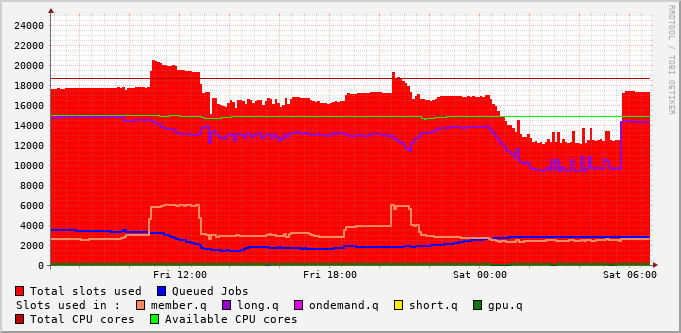 24000
22000
20000
18000
16000
14000
12000
10000
8000
6000
4000
2000
0
Fri 12:00 Fri 18:00 Sat 00:00 Sat 06:00
RRDTOOL / TOBI OETIKER
Total slots used Queued Jobs
Slots used in : member.q long.q ondemand.q short.q gpu.q
Total CPU cores Available CPU cores